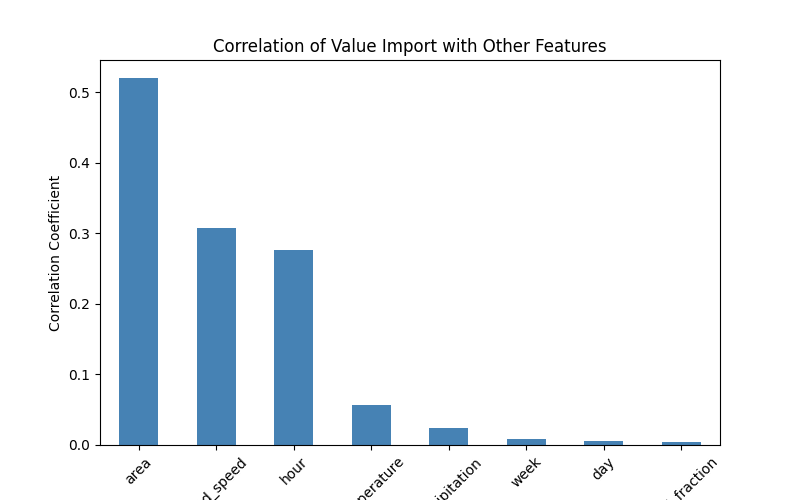 Correlation of Value Import with Other Features
Correlation Coefficient
0.5
0.4
0.3
0.2
0.1
0.0
area
d_speed
hour
perature
ipitation
week
day
_fraction